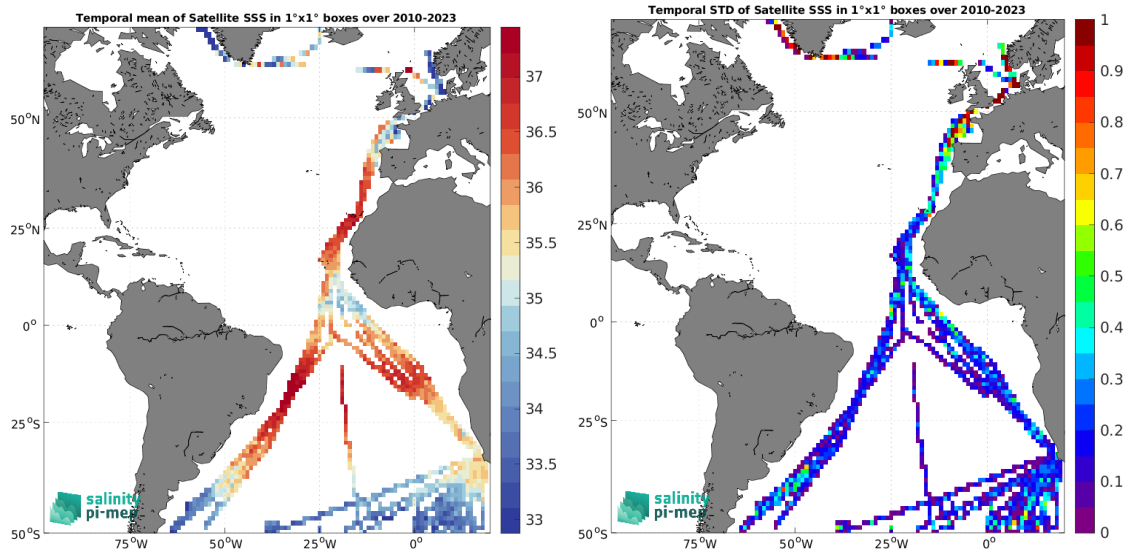 Temporal mean of Satellite SSS in 1°x1° boxes over 2010-2023
50°N
25°N
0°
25°S
50°S
75°W
50°W
25°W
0°
37
36.5
36
35.5
35
34.5
34
33.5
33
salinity
pi-mep
Temporal STD of Satellite SSS in 1°x1° boxes over 2010-2023
50°N
25°N
0°
25°S
50°S
75°W
50°W
25°W
0°
1
0.9
0.8
0.7
0.6
0.5
0.4
0.3
0.2
0.1
0
salinity
pi-mep